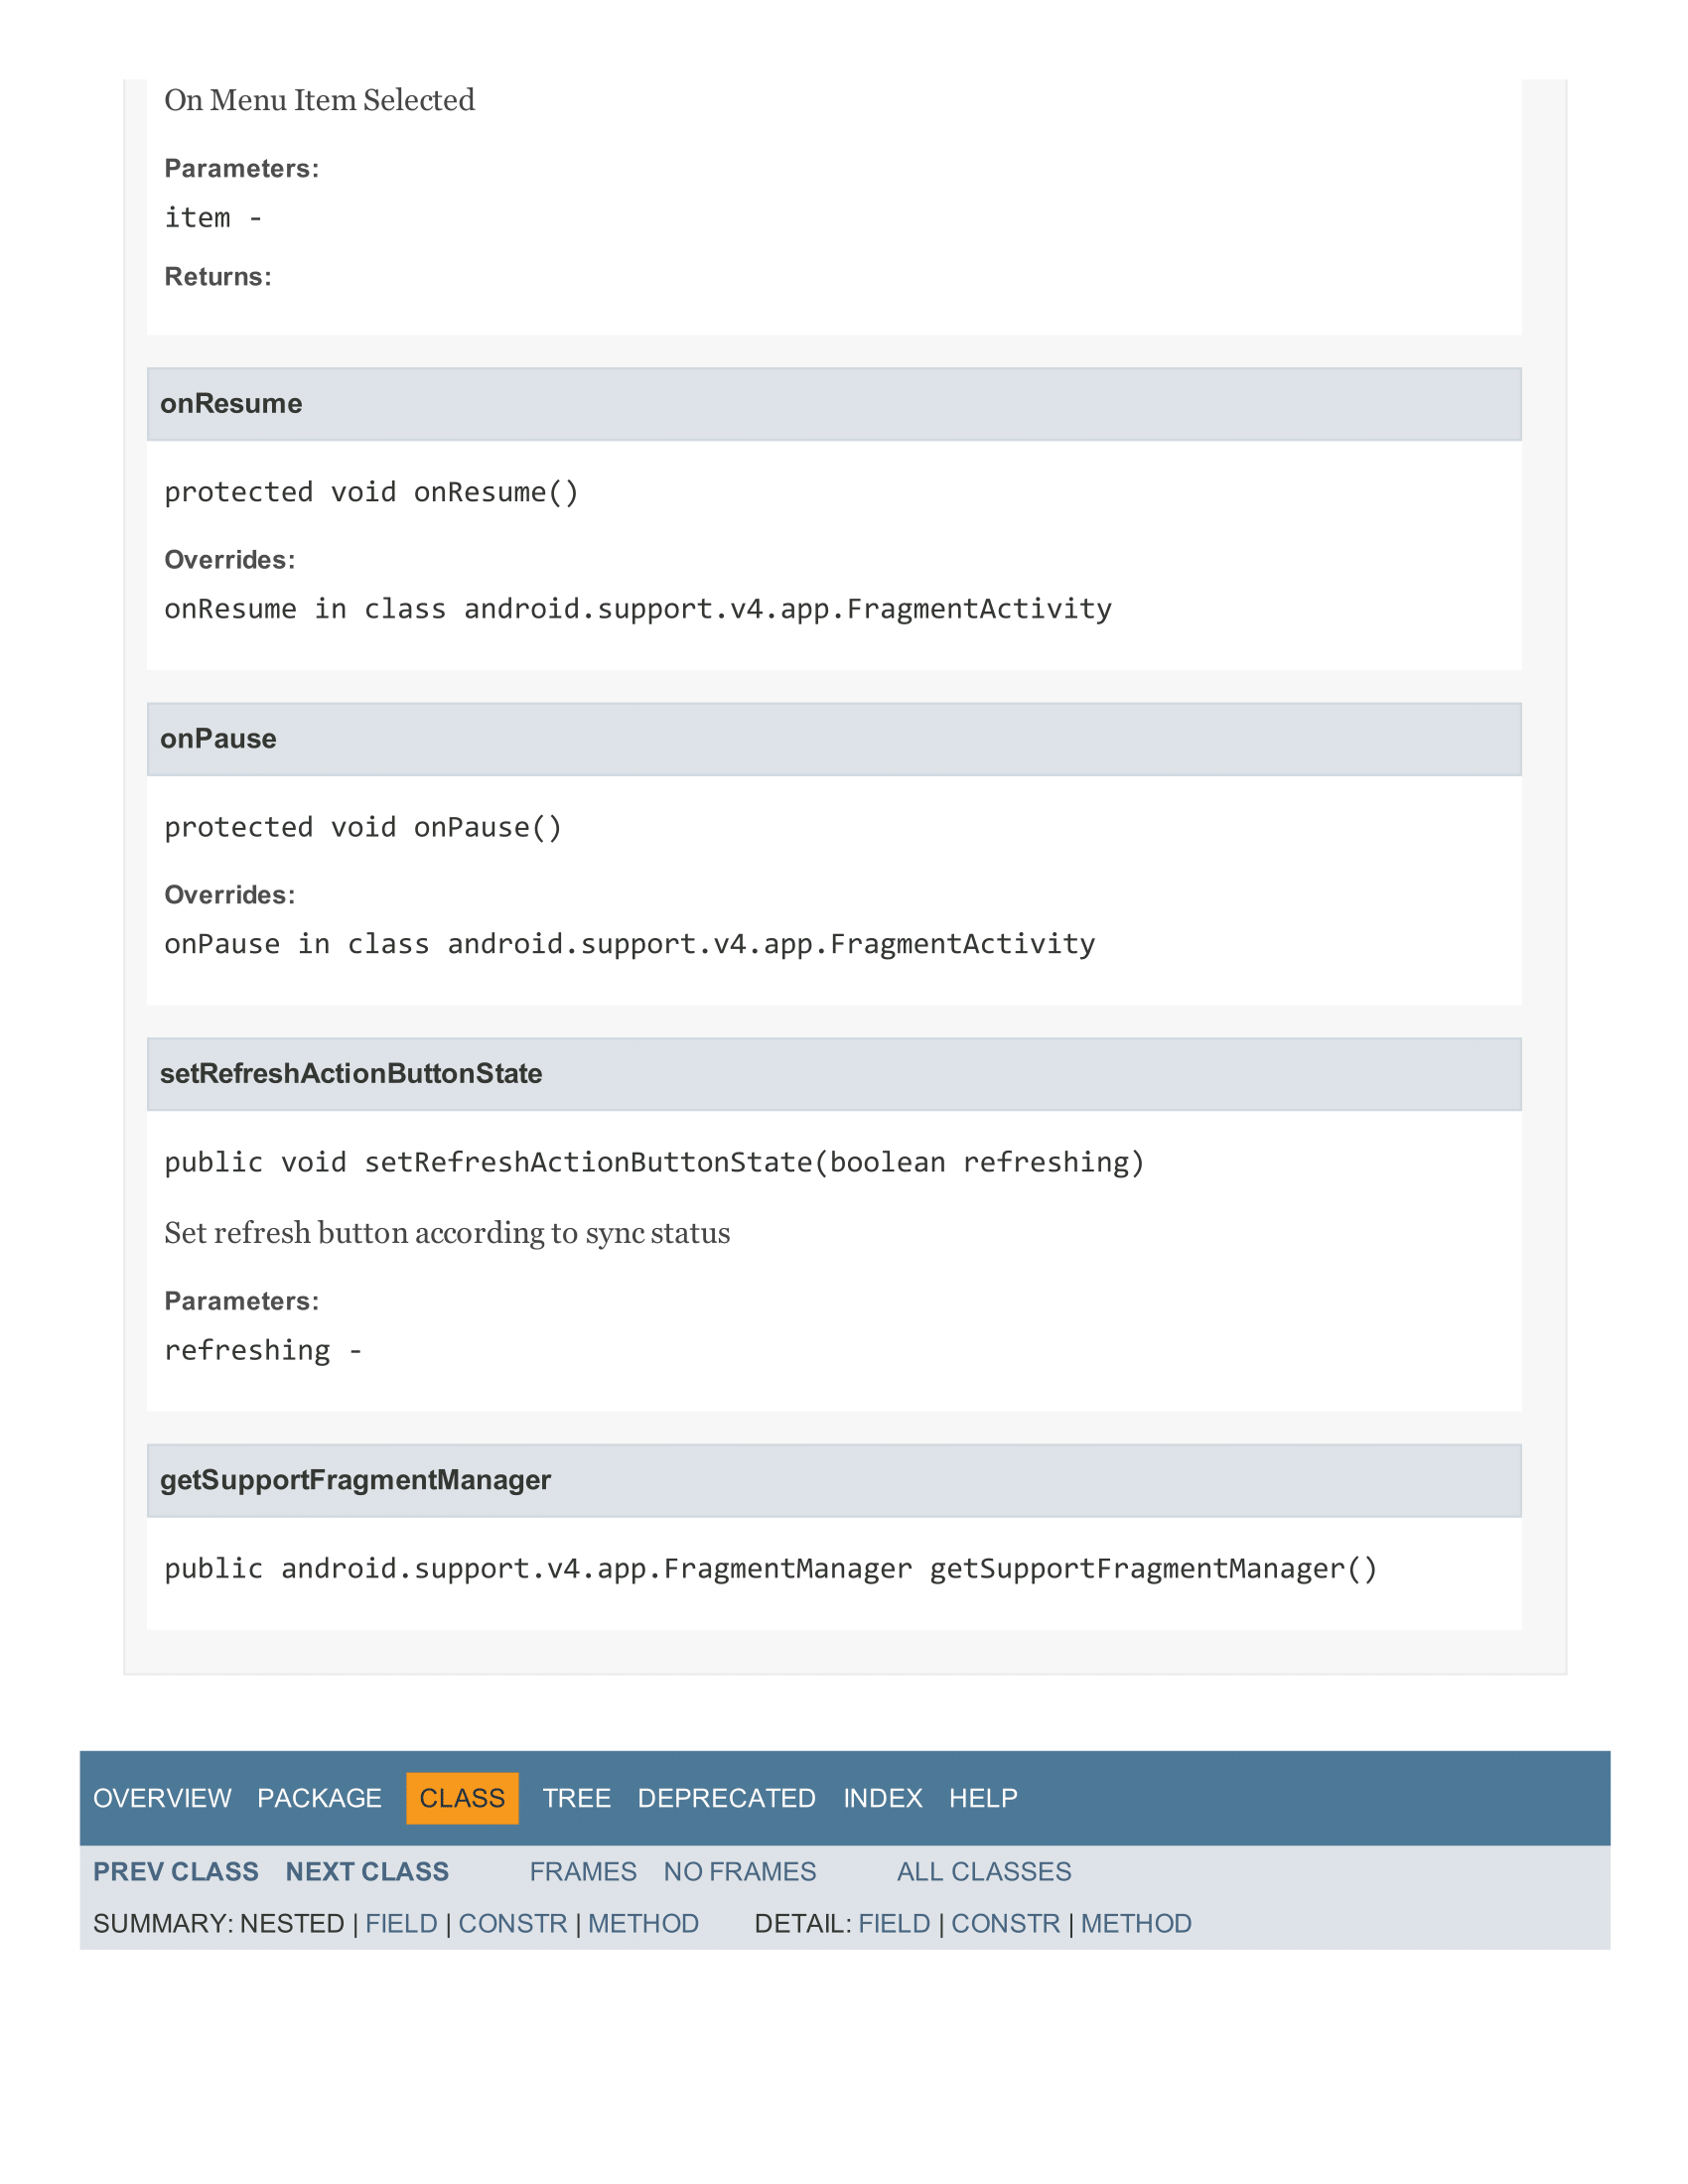 On Menu Item Selected
Parameters:
item -
Returns:
onResume
protected void onResume()
Overrides:
onResume in class android.support.v4.app.FragmentActivity
onPause
protected void onPause()
Overrides:
onPause in class android.support.v4.app.FragmentActivity
setRefreshActionButtonState
public void setRefreshActionButtonState(boolean refreshing)
Set refresh button according to sync status
Parameters:
refreshing -
getSupportFragmentManager
public android.support.v4.app.FragmentManager getSupportFragmentManager()
OVERVIEW PACKAGE CLASS TREE DEPRECATED INDEX HELP
PREV CLASS NEXT CLASS FRAMES NO FRAMES ALL CLASSES
SUMMARY: NESTED | FIELD | CONSTR | METHOD DETAIL: FIELD | CONSTR | METHOD